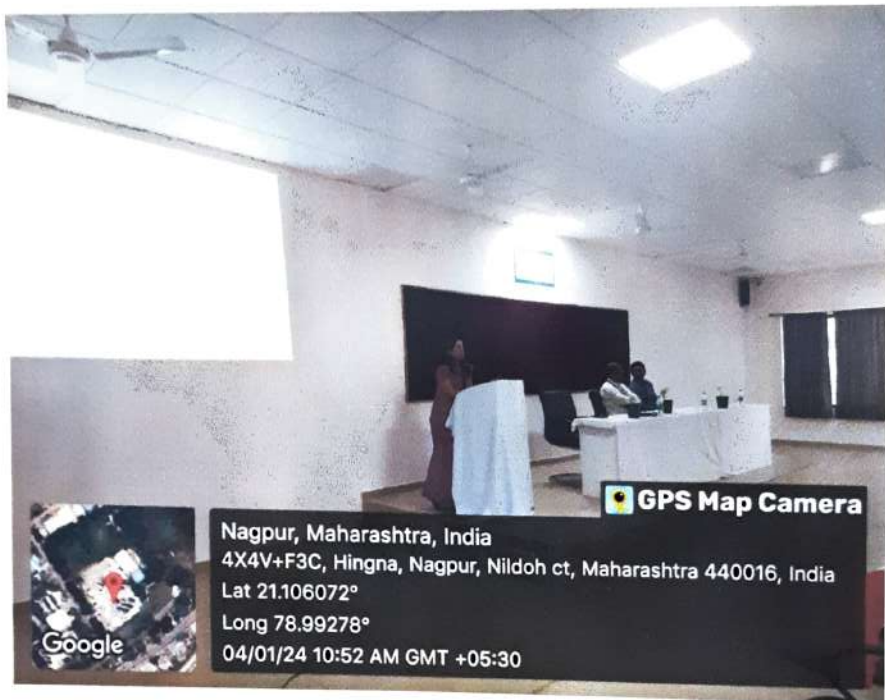 GPS Map Camera
Nagpur, Maharashtra, India
4X4V+F3C, Hingna, Nagpur, Nildoh ct, Maharashtra 440016, India
Lat 21.106072°
Long 78.99278°
04/01/24 10:52 AM GMT +05:30
Google